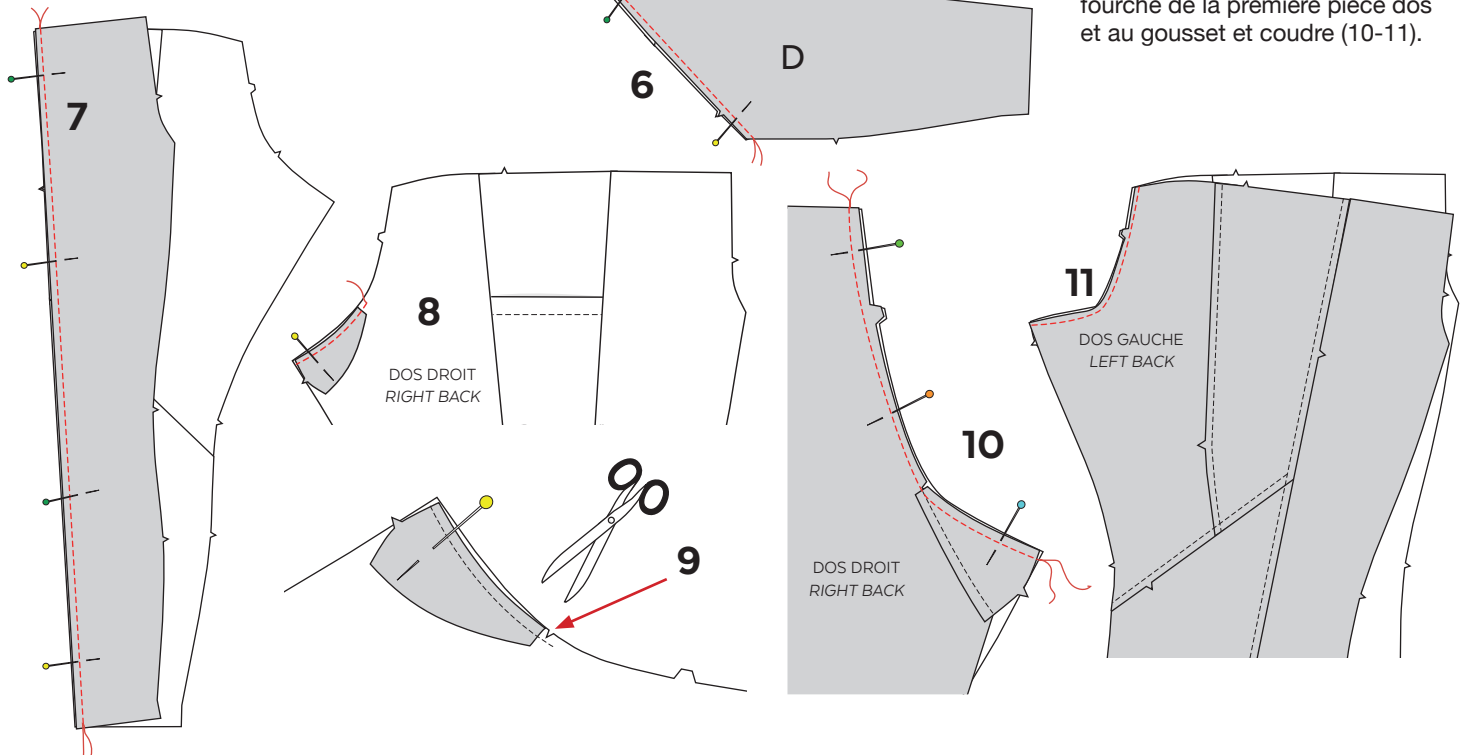 fourche de la première pièce dos
et au gousset et coudre (10-11).
D
6
7
8
DOS DROIT
RIGHT BACK
9
10
DOS DROIT
RIGHT BACK
11
DOS GAUCHE
LEFT BACK